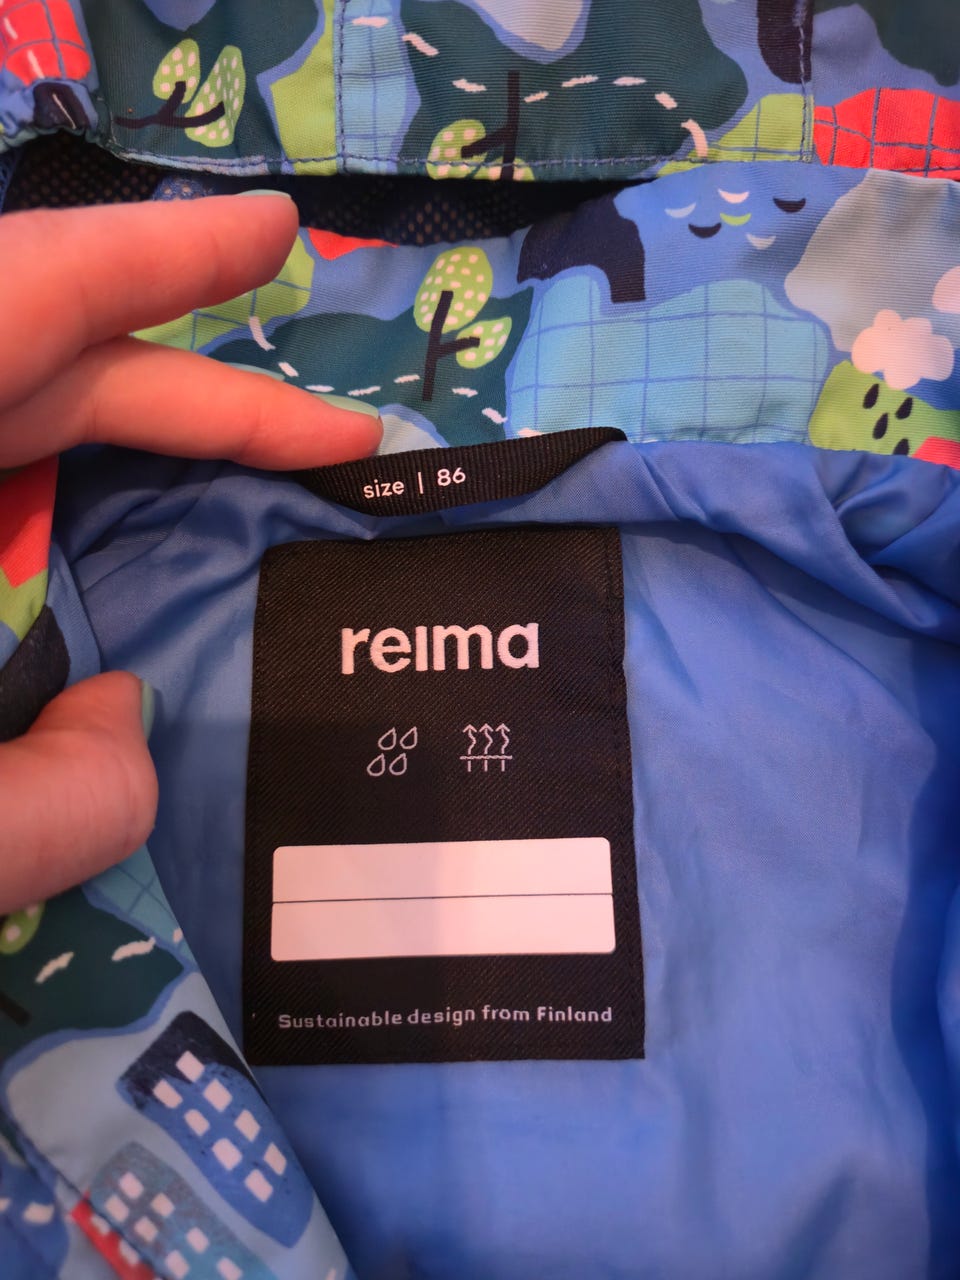 size | 86
reima
Sustainable design from Finland